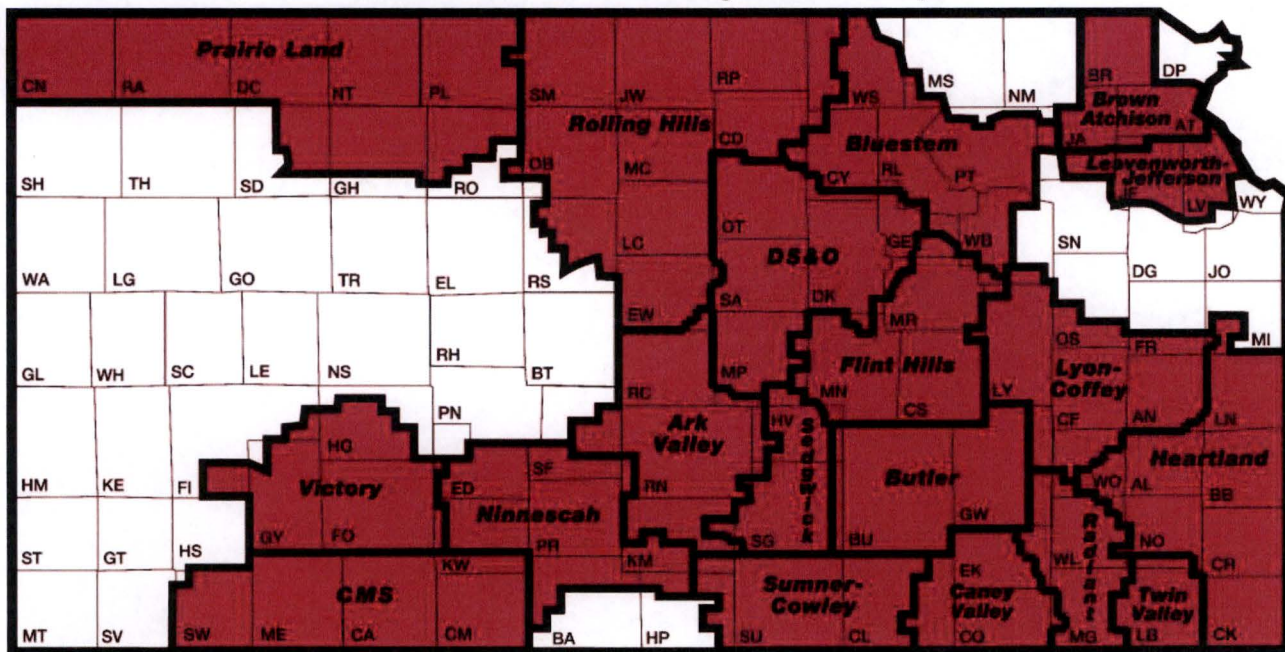 Prairie Land
CN
RA
DC
NT
PL
SM
JW
RP
Rolling Hills
OB
MC
CD
LC
EW
WS
MS
NM
Bluestem
CY
RL
PT
GE
WB
BR
DP
Brown
Atchison
JA
AT
Leavenworth-
Jefferson
LV
WY
SH
TH
SD
GH
RO
OT
DS&O
SN
DG
JO
WA
LG
GO
TR
EL
RS
SA
DK
MR
OS
FR
MI
GL
WH
SC
LE
NS
RH
BT
RC
MP
MN
Flint Hills
CS
LY
Lyon-
Coffey
CF
AN
LN
PN
Ark
Valley
HV
Sedgwick
Butler
WO
AL
Heartland
BB
HM
KE
FI
HG
Victory
GY
FO
ED
SF
Ninnescah
PR
RN
KM
SG
BU
GW
Radiant
WL
NO
CR
ST
GT
HS
KW
CMS
Sumner-
Cowley
EK
Caney
Valley
Twin
Valley
MT
SV
SW
ME
CA
CM
BA
HP
SU
CL
CQ
MG
LB
CK